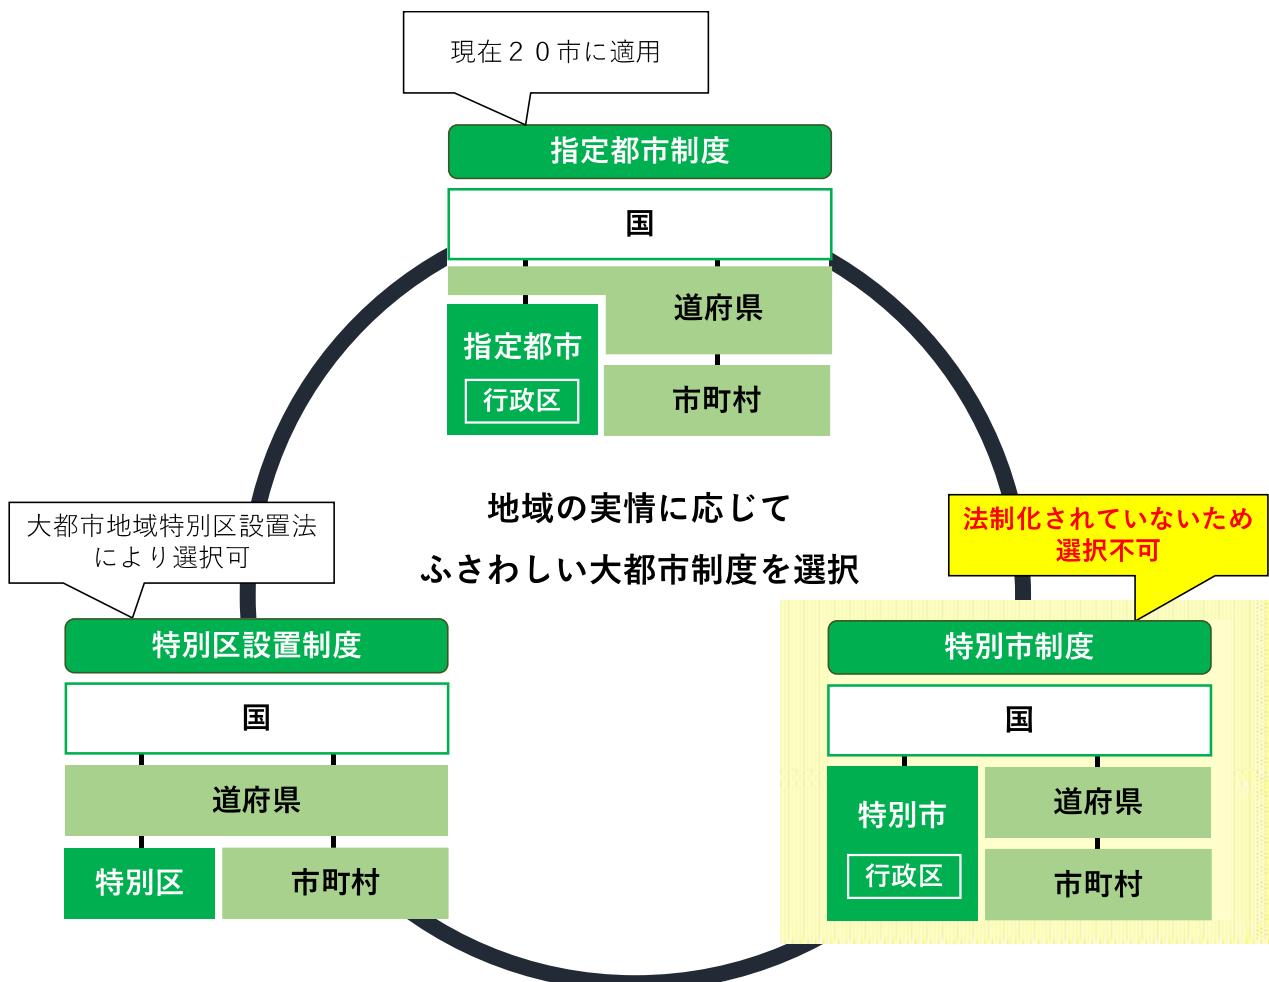 現在２０市に適用
指定都市制度
国
道府県
指定都市
行政区
市町村
地域の実情に応じて
ふさわしい大都市制度を選択
大都市地域特別区設置法
により選択可
特別区設置制度
国
道府県
特別区
市町村
法制化されていないため
選択不可
特別市制度
国
特別市
行政区
道府県
市町村